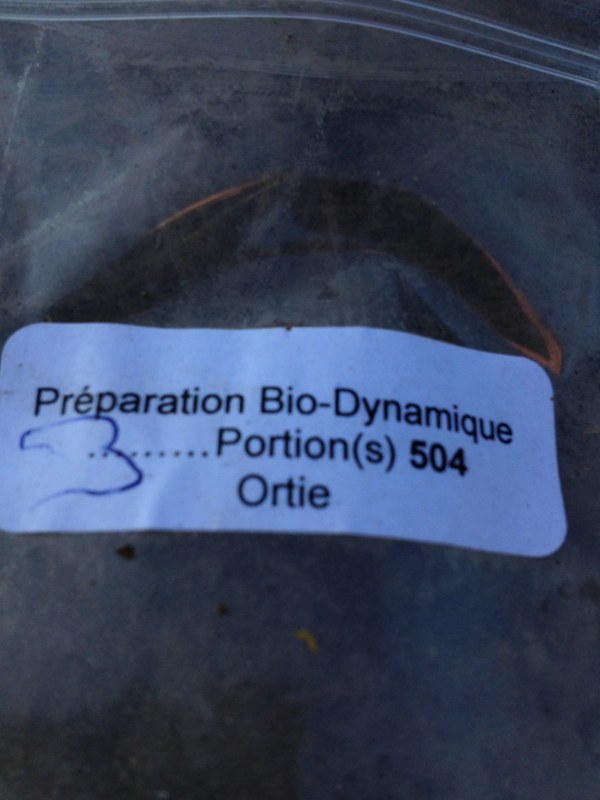 Préparation Bio-Dynamique
3.........Portion(s) 504
Ortie